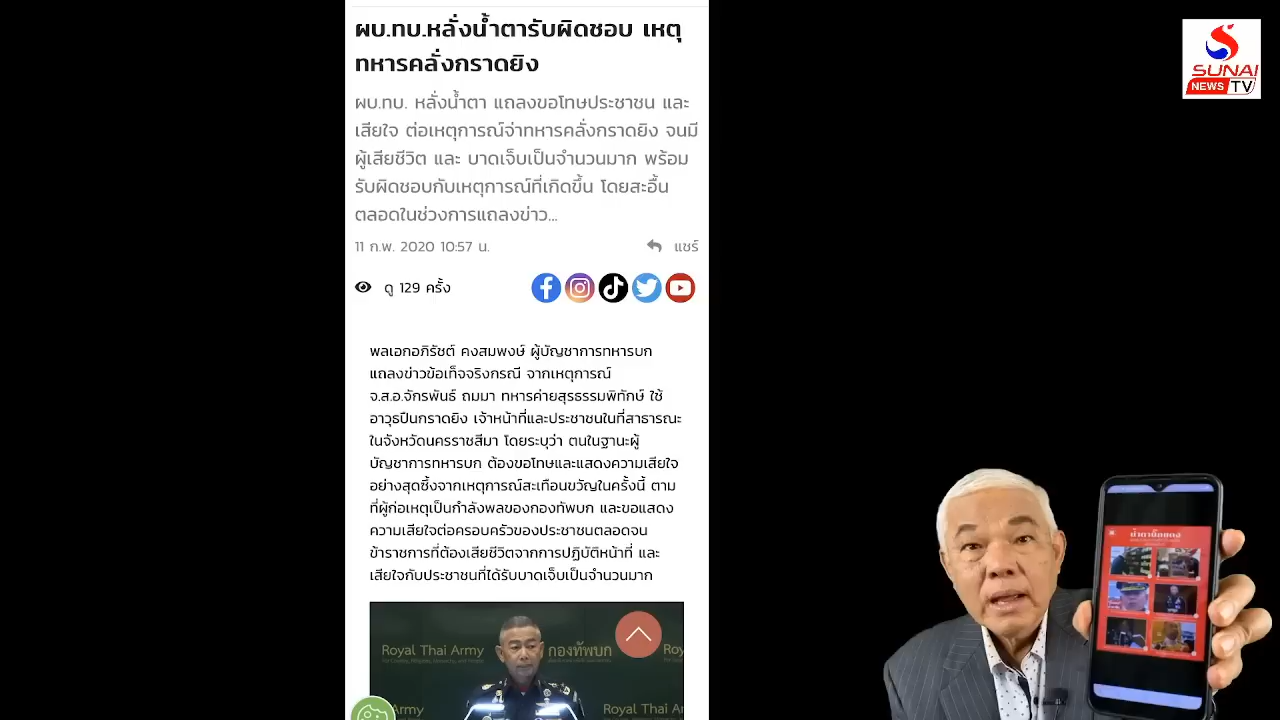 ผบ.ทบ.หลั่งน้ำตารับผิดชอบ เหตุ
ทหารคลั่งกราดยิง
ผบ.ทบ. หลั่งน้ำตา แถลงขอโทษประชาชน และ
เสียใจ ต่อเหตุการณ์จ่าทหารคลั่งกราดยิง จนมี
ผู้เสียชีวิต และ บาดเจ็บเป็นจำนวนมาก พร้อม
รับผิดชอบกับเหตุการณ์ที่เกิดขึ้น โดยสะอื้น
ตลอดในช่วงการแถลงข่าว...
11 ก.พ. 2020 10:57 น.
แชร์
ดู 129 ครั้ง
พลเอกอภิรัชต์ คงสมพงษ์ ผู้บัญชาการทหารบก
แถลงข่าวข้อเท็จจริงกรณี จากเหตุการณ์
จ.ส.อ.จักรพันธ์ ถมมา ทหารค่ายสุรธรรมพิทักษ์ ใช้
อาวุธปืนกราดยิง เจ้าหน้าที่และประชาชนในที่สาธารณะ
ในจังหวัดนครราชสีมา โดยระบุว่า ตนในฐานะผู้
บัญชาการทหารบก ต้องขอโทษและแสดงความเสียใจ
อย่างสุดซึ้งจากเหตุการณ์สะเทือนขวัญในครั้งนี้ ตาม
ที่ผู้ก่อเหตุเป็นกำลังพลของกองทัพบก และขอแสดง
ความเสียใจต่อครอบครัวของประชาชนตลอดจน
ข้าราชการที่ต้องเสียชีวิตจากการปฏิบัติหน้าที่ และ
เสียใจกับประชาชนที่ได้รับบาดเจ็บเป็นจำนวนมาก
Royal Thai Army
กองทัพบก
Roy
Royal Thai A
Army
SUNAI
NEWS TV